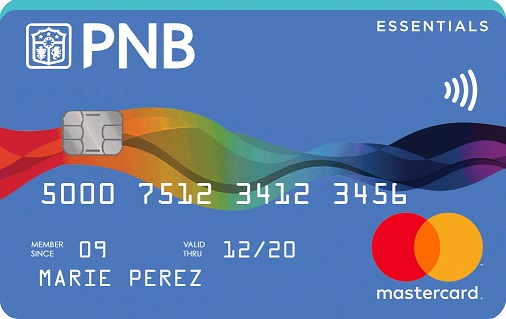 PNB
ESSENTIALS
5000 7512 3412 3456
MEMBER SINCE 09 VALID THRU 12/20
MARIE PEREZ
mastercard.